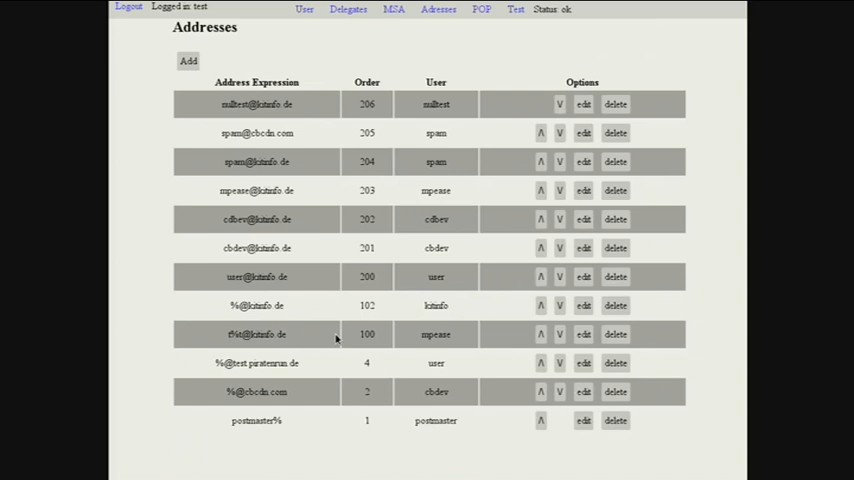 Logout Logged in: test User Delegates MSA Adresses POP Test Status: ok
Addresses
Add
Address Expression Order User Options
nulltest@kitinfo.de 206 nulltest V edit delete
spam@cbcdn.com 205 spam Λ V edit delete
spam@kitinfo.de 204 spam Λ V edit delete
mpease@kitinfo.de 203 mpease Λ V edit delete
cdbev@kitinfo.de 202 cdbev Λ V edit delete
cbdev@kitinfo.de 201 cbdev Λ V edit delete
user@kitinfo.de 200 user Λ V edit delete
%@kitinfo.de 102 kitinfo Λ V edit delete
t%t@kitinfo.de 100 mpease Λ V edit delete
%@test.piratenrun.de 4 user Λ V edit delete
%@cbcdn.com 2 cbdev Λ V edit delete
postmaster% 1 postmaster Λ edit delete